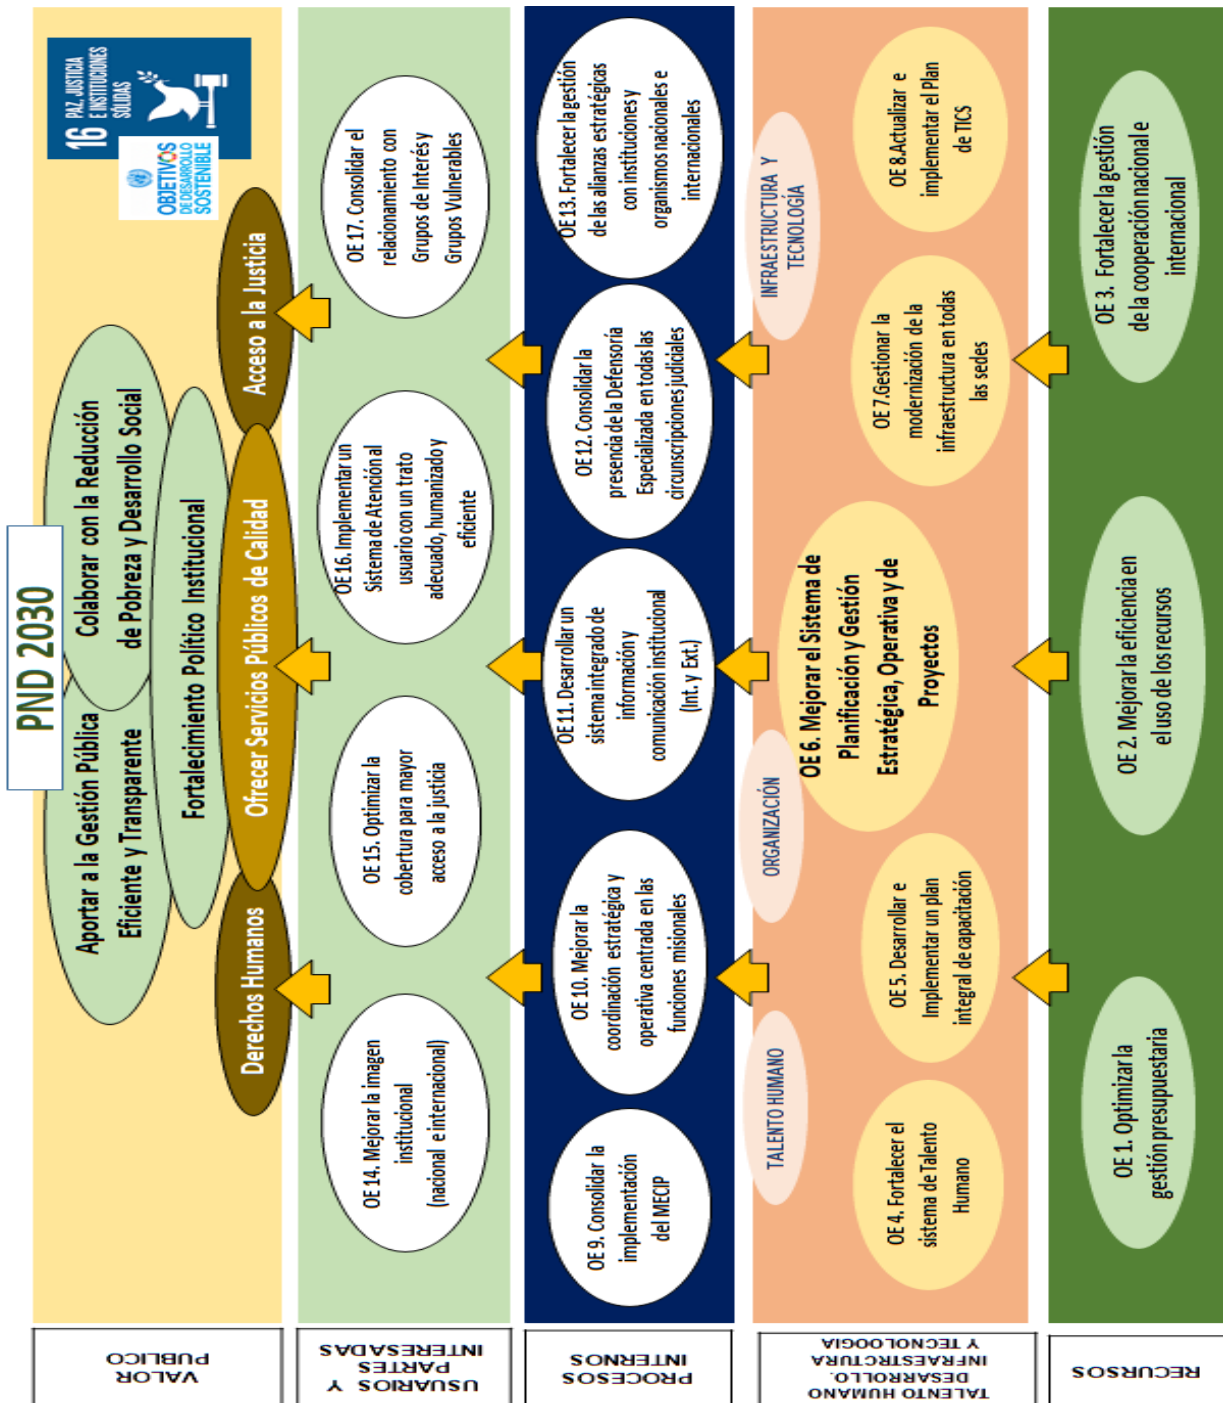 PND 2030
VALOR
PUBLICO
Aportar a la Gestión Pública
Eficiente y Transparente
Colaborar con la Reducción
de Pobreza y Desarrollo Social
Fortalecimiento Político Institucional
Derechos Humanos
Ofrecer Servicios Públicos de Calidad
Acceso a la Justicia
OBJETIVOS
DE DESARROLLO
SOSTENIBLE
16 PAZ, JUSTICIA
E INSTITUCIONES
SÓLIDAS
USUARIOS Y
PARTES
INTERESADAS
OE 14. Mejorar la imagen
institucional
(nacional e internacional)
OE 15. Optimizar la
cobertura para mayor
acceso a la justicia
OE16. Implementar un
Sistema de Atención al
usuario con un trato
adecuado, humanizado y
eficiente
OE 17. Consolidar el
relacionamiento con
Grupos de Interés y
Grupos Vulnerables
PROCESOS
INTERNOS
OE 9. Consolidar la
implementación
del MECIP
OE 10. Mejorar la
coordinación estratégica y
operativa centrada en las
funciones misionales
OE11. Desarrollar un
sistema integrado de
información y
comunicación institucional
(Int. y Ext.)
OE12. Consolidar la
presencia de la Defensoría
Especializada en todas las
circunscripciones judiciales
OE 13. Fortalecer la gestión
de las alianzas estratégicas
con instituciones y
organismos nacionales e
internacionales
TALENTO HUMANO
DESARROLLO.
INFRAESTRUCTURA
Y TECNOLOOGIA
TALENTO HUMANO
ORGANIZACIÓN
INFRAESTRUCTURA Y
TECNOLOGÍA
OE 4. Fortalecer el
sistema de Talento
Humano
OE 5. Desarrollar e
Implementar un plan
integral de capacitación
OE 6. Mejorar el Sistema de
Planificación y Gestión
Estratégica, Operativa y de
Proyectos
OE 7.Gestionar la
modernización de la
infraestructura en todas
las sedes
OE 8.Actualizar e
implementar el Plan
de TICS
RECURSOS
OE 1. Optimizar la
gestión presupuestaria
OE 2. Mejorar la eficiencia en
el uso de los recursos
OE 3. Fortalecer la gestión
de la cooperación nacional e
internacional